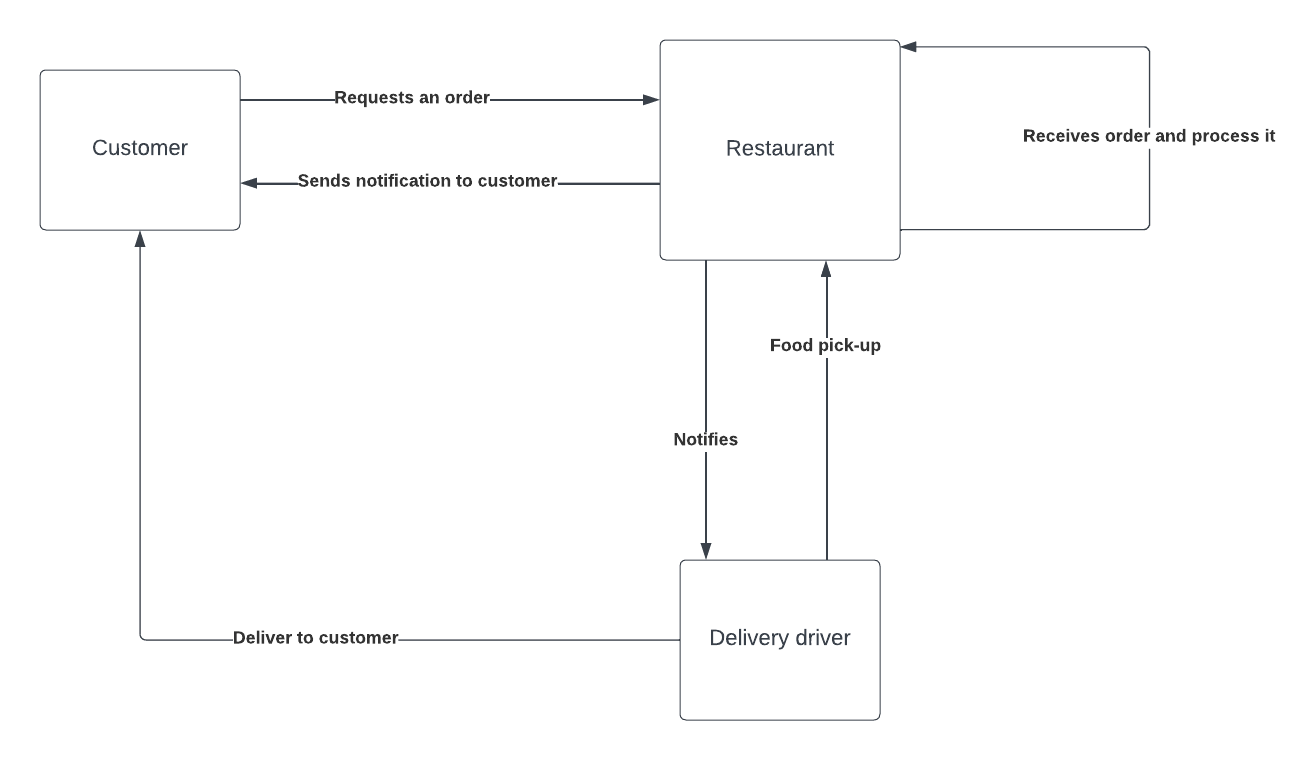 Requests an order
Receives order and process it
Customer
Restaurant
Sends notification to customer
Food pick-up
Notifies
Deliver to customer
Delivery driver